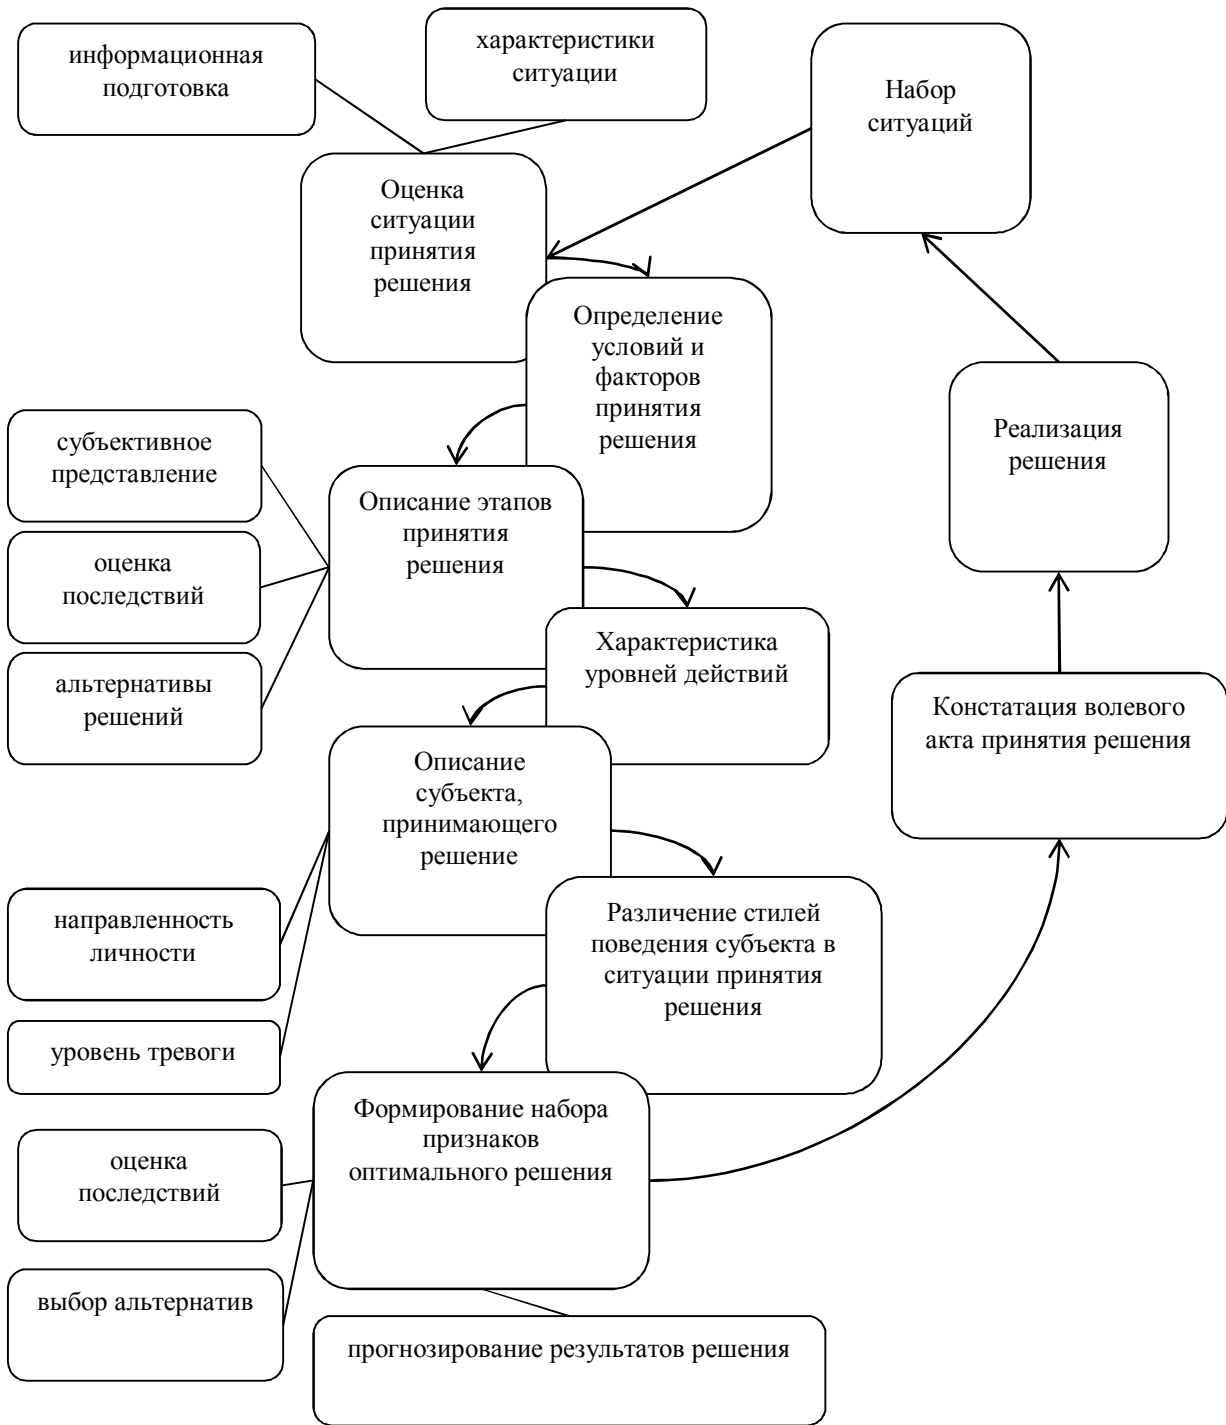 информационная
подготовка
характеристики
ситуации
Набор
ситуаций
Оценка
ситуации
принятия
решения
Определение
условий и
факторов
принятия
решения
Реализация
решения
субъективное
представление
Описание этапов
принятия
решения
оценка
последствий
альтернативы
решений
Характеристика
уровней действий
Констатация волевого
акта принятия решения
Описание
субъекта,
принимающего
решение
направленность
личности
Различение стилей
поведения субъекта в
ситуации принятия
решения
уровень тревоги
Формирование набора
признаков
оптимального решения
оценка
последствий
выбор альтернатив
прогнозирование результатов решения